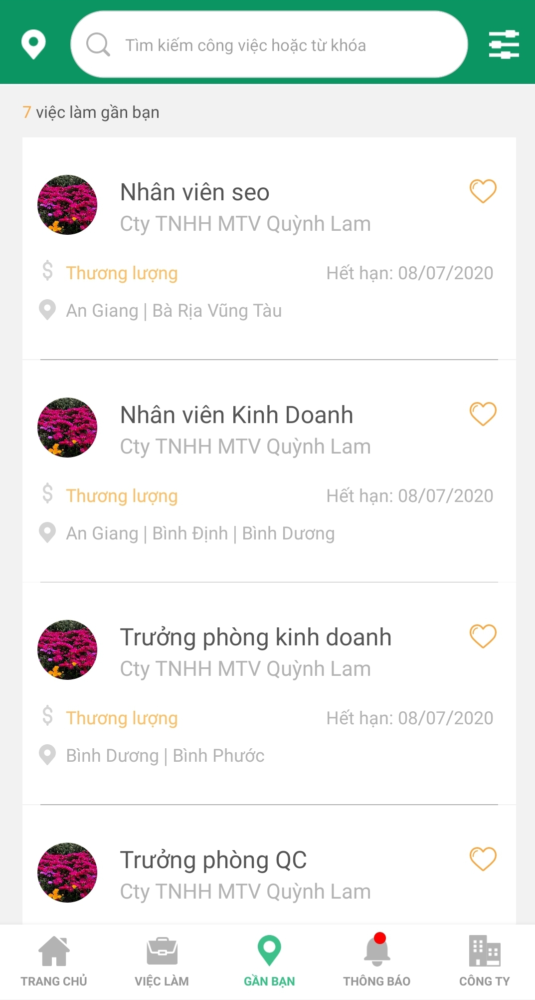 Tìm kiếm công việc hoặc từ khóa
7 việc làm gần bạn
Nhân viên seo
Cty TNHH MTV Quỳnh Lam
Thương lượng
Hết hạn: 08/07/2020
An Giang | Bà Rịa Vũng Tàu
Nhân viên Kinh Doanh
Cty TNHH MTV Quỳnh Lam
Thương lượng
Hết hạn: 08/07/2020
An Giang | Bình Định | Bình Dương
Trưởng phòng kinh doanh
Cty TNHH MTV Quỳnh Lam
Thương lượng
Hết hạn: 08/07/2020
Bình Dương | Bình Phước
Trưởng phòng QC
Cty TNHH MTV Quỳnh Lam
TRANG CHỦ
VIỆC LÀM
GẦN BẠN
THÔNG BÁO
CÔNG TY